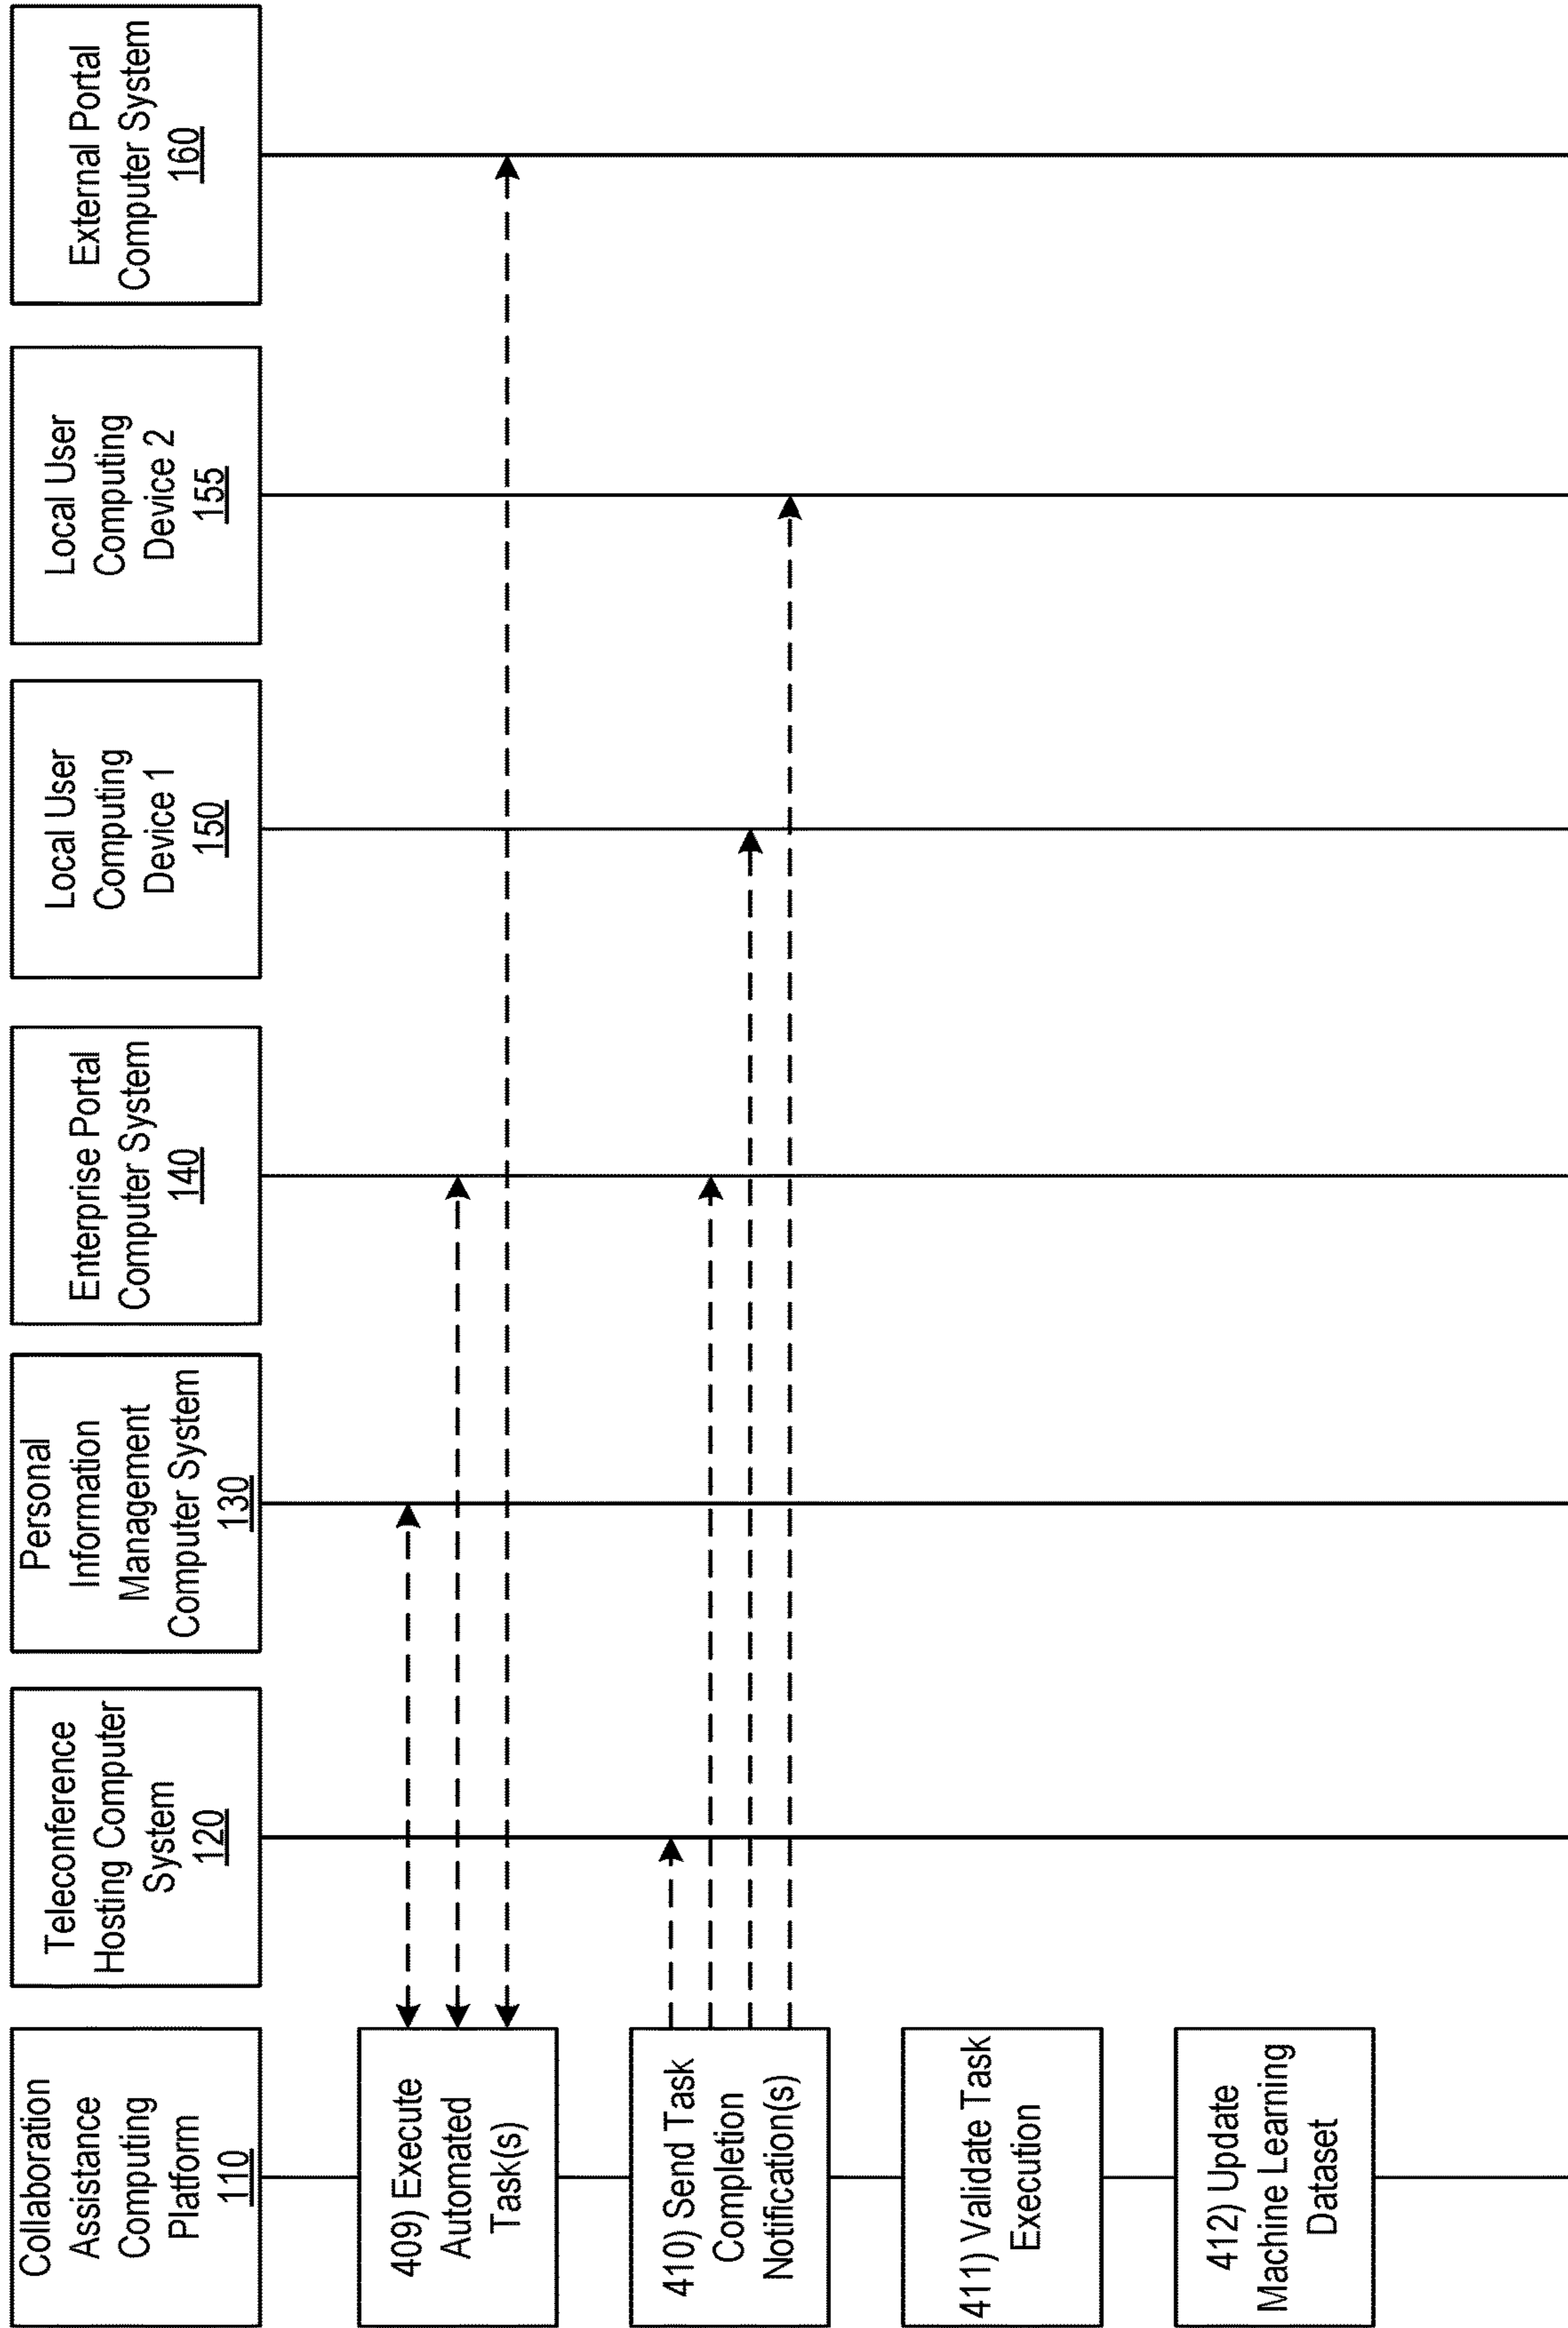 Collaboration
Assistance
Computing
Platform
110
Teleconference
Hosting Computer
System
120
Personal
Information
Management
Computer System
130
Enterprise Portal
Computer System
140
Local User
Computing
Device 1
150
Local User
Computing
Device 2
155
External Portal
Computer System
160
409) Execute
Automated
Task(s)
410) Send Task
Completion
Notification(s)
411) Validate Task
Execution
412) Update
Machine Learning
Dataset